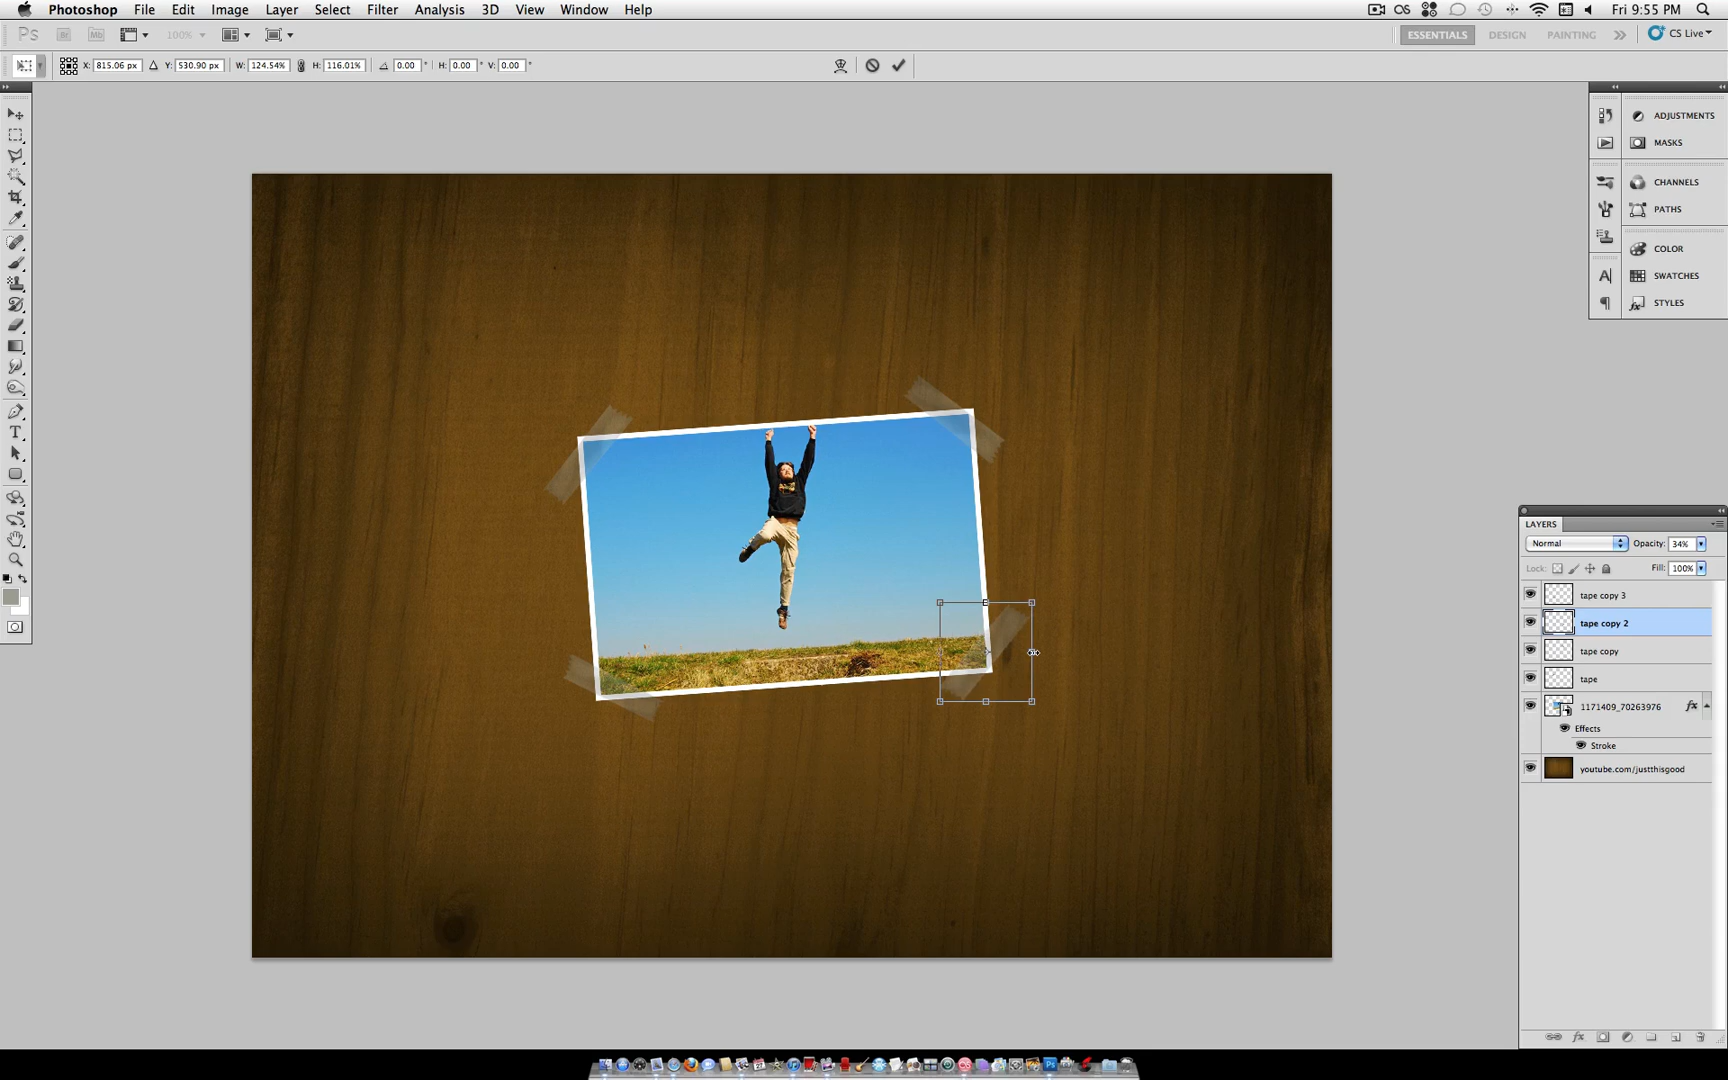 Photoshop File Edit Image Layer Select Filter Analysis 3D View Window Help
Fri 9:55 PM
Ps Br Mb 100% ESSENTIALS DESIGN PAINTING CS Live
X: 815.06 px Y: 530.90 px W: 124.54% H: 116.01% 0.00 ° H: 0.00 ° V: 0.00 °
ADJUSTMENTS
MASKS
CHANNELS
PATHS
COLOR
SWATCHES
STYLES
LAYERS
Normal Opacity: 34%
Lock: Fill: 100%
tape copy 3
tape copy 2
tape copy
tape
1171409_70263976 fx
Effects
Stroke
youtube.com/justthisgood